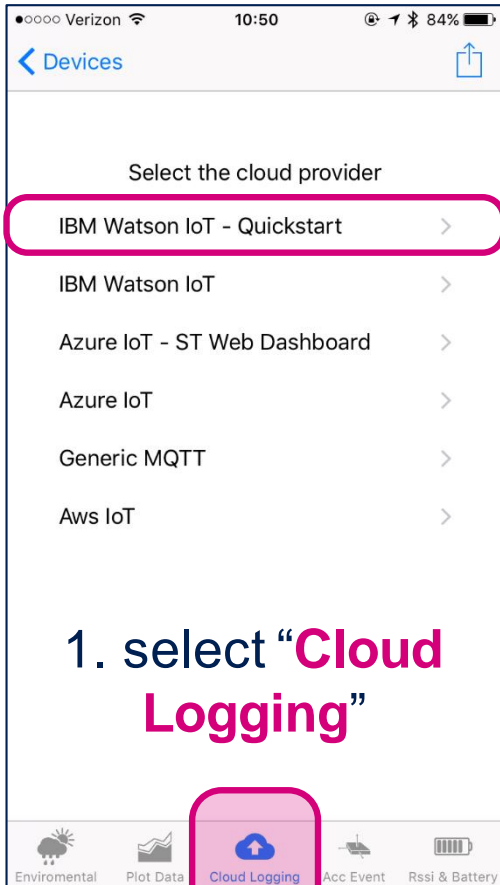 Verizon 10:50 84%
Devices
Select the cloud provider
IBM Watson IoT - Quickstart
IBM Watson IoT
Azure IoT - ST Web Dashboard
Azure IoT
Generic MQTT
Aws IoT
1. select “Cloud
Logging”
Enviromental Plot Data Cloud Logging Acc Event Rssi & Battery